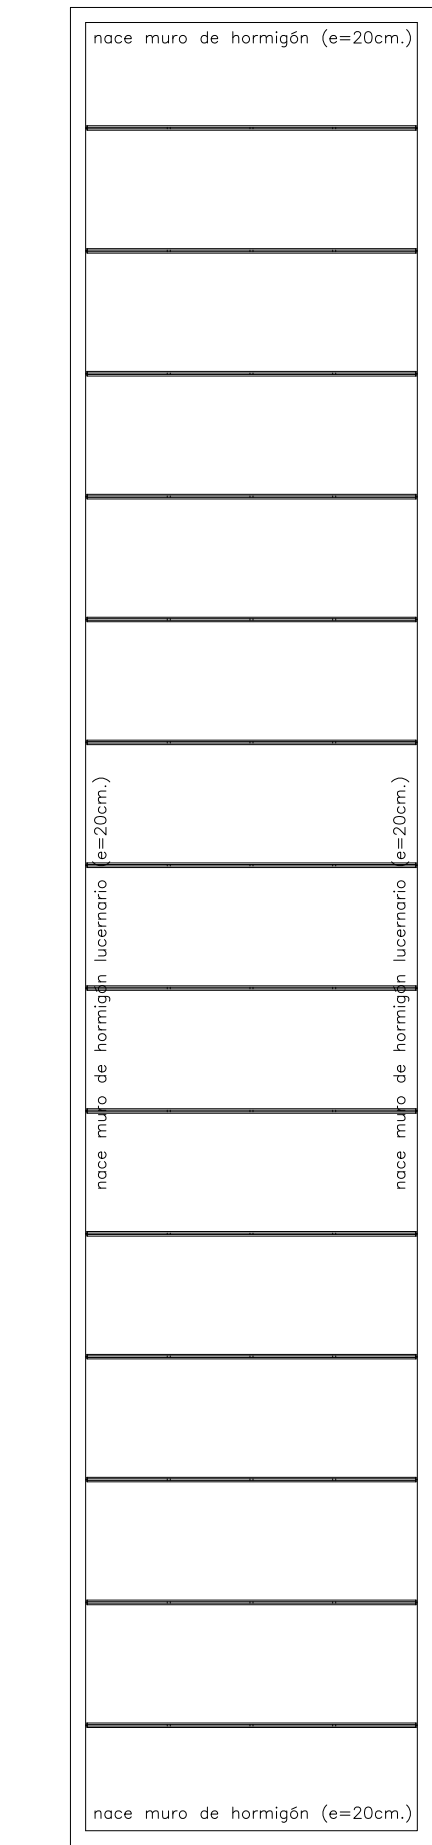 nace muro de hormigón (e=20cm.)
nace muro de hormigón lucernario (e=20cm.)
nace muro de hormigón lucernario (e=20cm.)
nace muro de hormigón (e=20cm.)